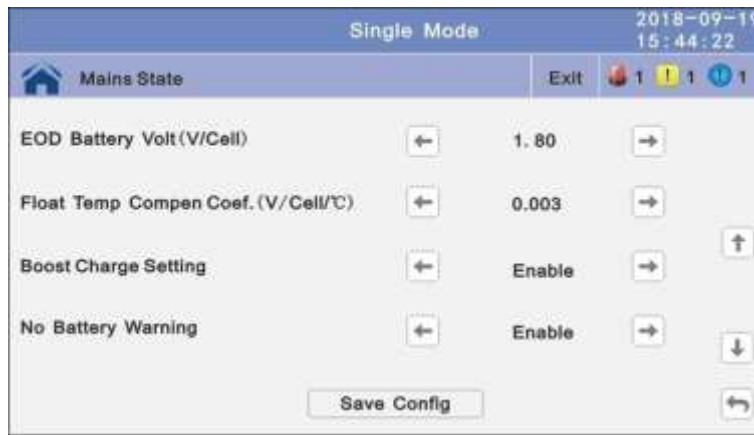 Single Mode
2018-09-19
15:44:22
Mains State Exit 1 ! 1 ! 1
EOD Battery Volt(V/Cell) ← 1.80 →
Float Temp Compen Coef.(V/Cell/℃) ← 0.003 →
Boost Charge Setting ← Enable →
No Battery Warning ← Enable →
Save Config